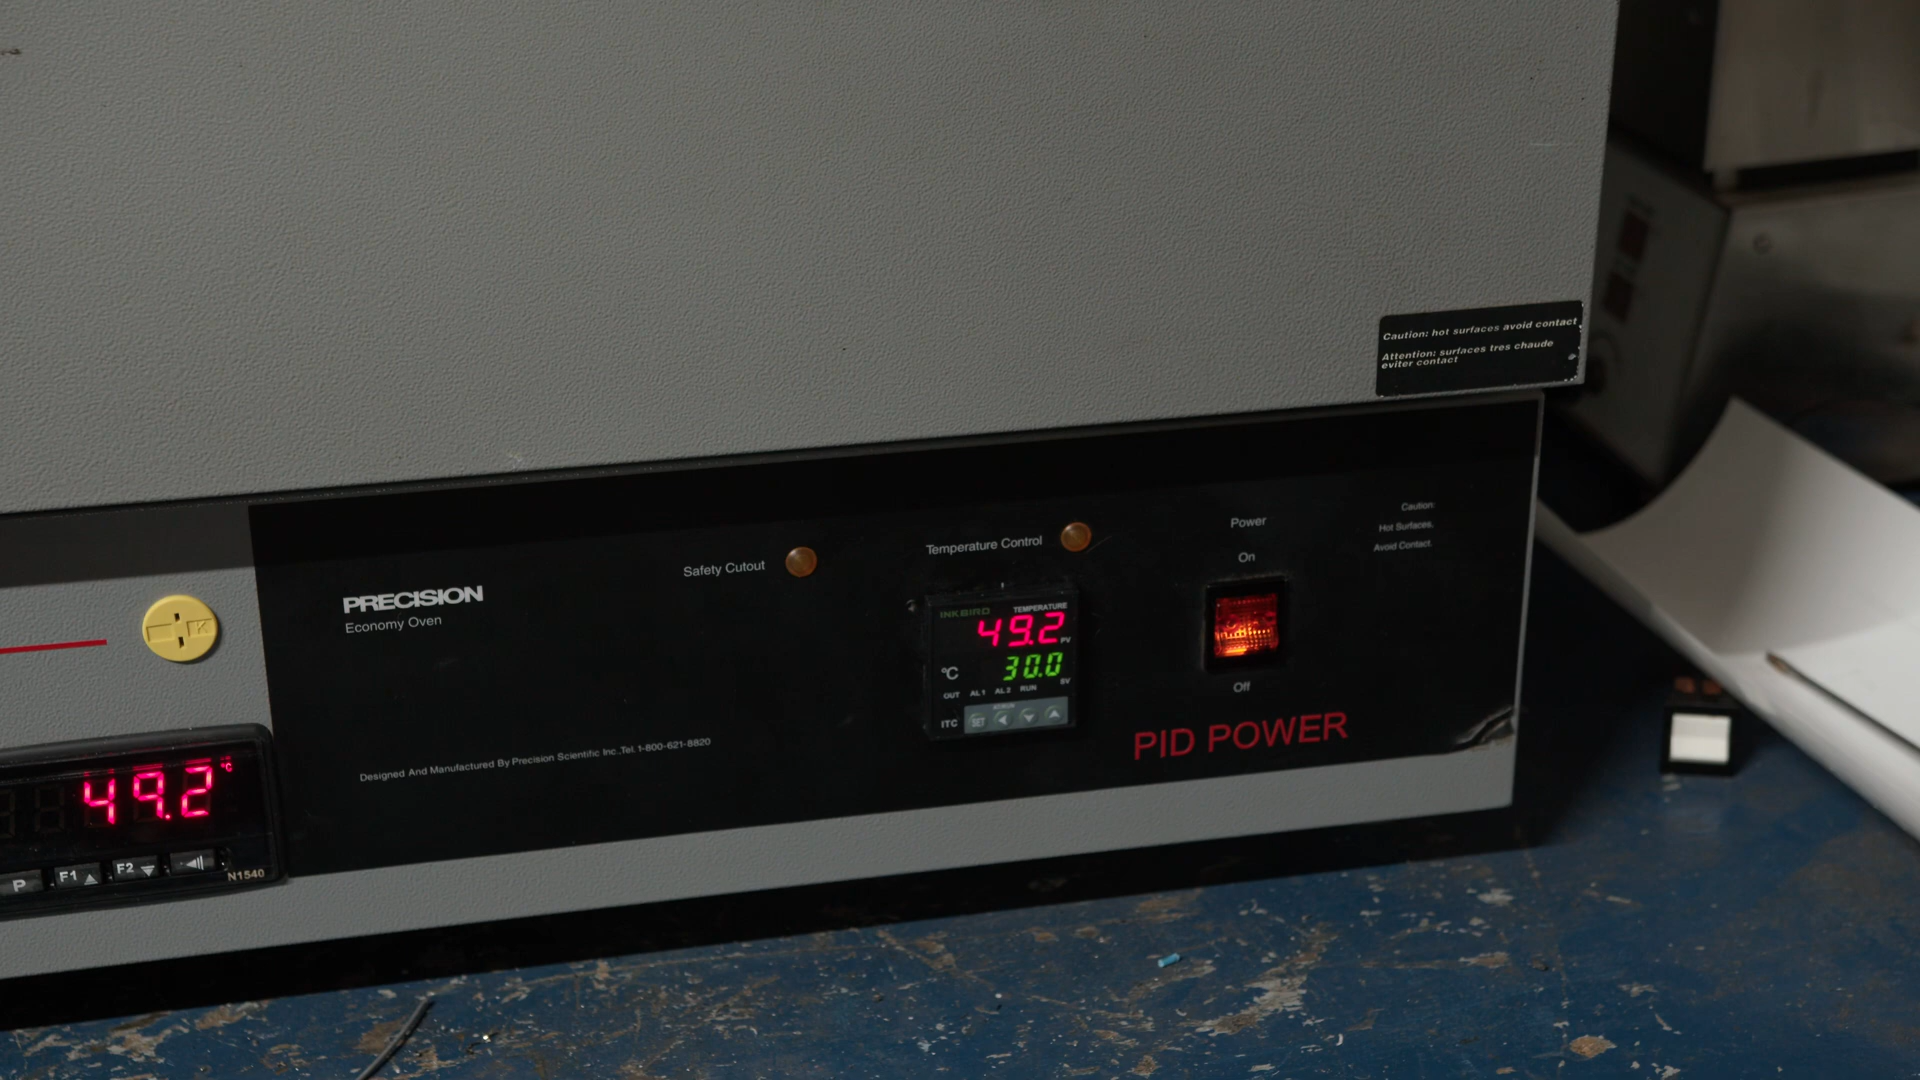 Caution: hot surfaces avoid contact
Attention: surfaces tres chaude
eviter contact
Caution:
Hot Surfaces,
Avoid Contact.
Power
On
Off
PID POWER
Temperature Control
Safety Cutout
INKBIRD
TEMPERATURE
49.2 PV
°C
30.0
SV
OUT AL1 AL2 RUN
ITC
SET
PRECISION
Economy Oven
Designed And Manufactured By Precision Scientific Inc.,Tel. 1-800-621-8820
K
49.2 °C
P F1 F2
N1540